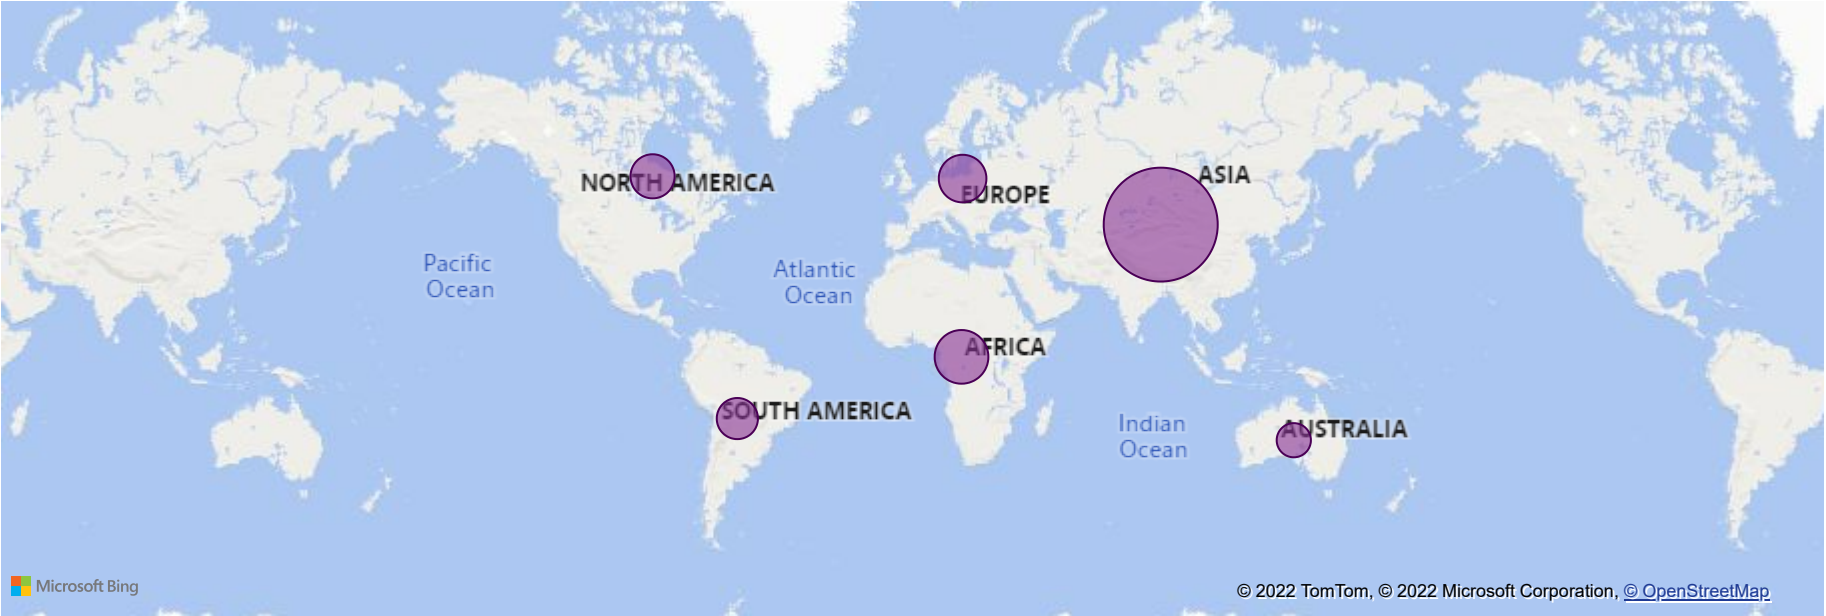 ASIA
NORTH AMERICA
EUROPE
Pacific
Ocean
Atlantic
Ocean
AFRICA
SOUTH AMERICA
Indian
Ocean
AUSTRALIA
Microsoft Bing
© 2022 TomTom, © 2022 Microsoft Corporation, © OpenStreetMap